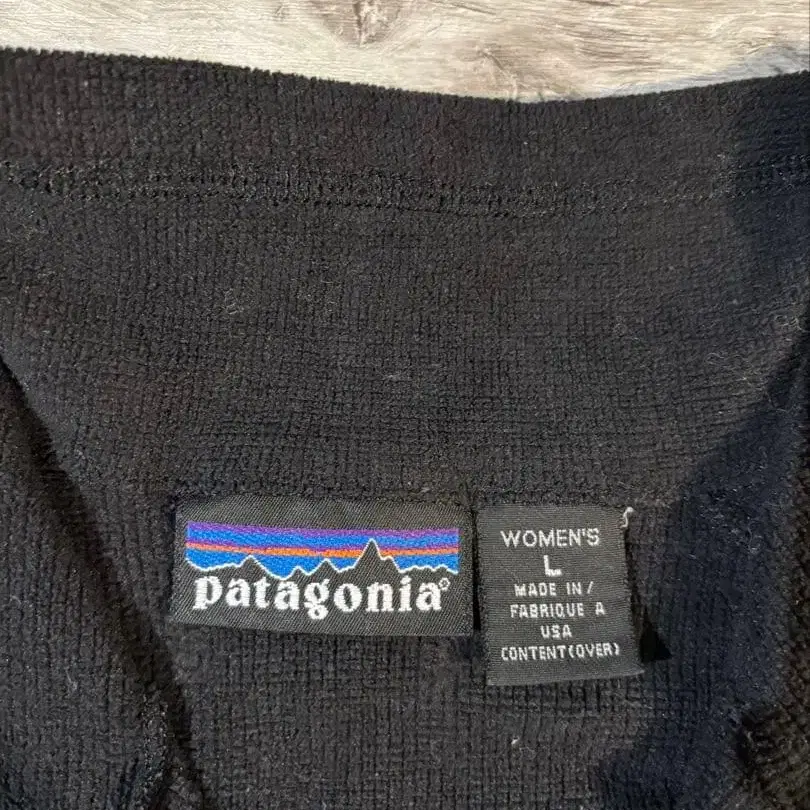 patagonia®
WOMEN'S
L
MADE IN/
FABRIQUE A
USA
CONTENT(OVER)